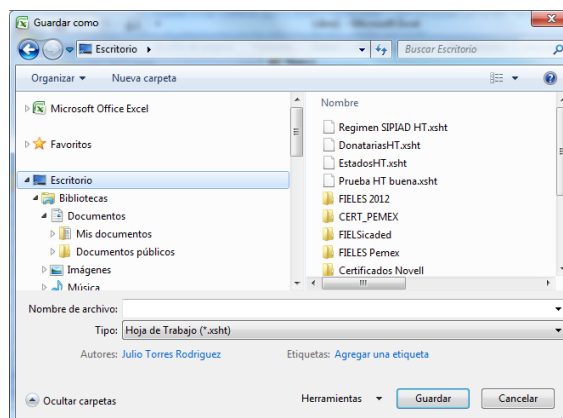 Guardar como
Escritorio
Buscar Escritorio
Organizar
Nueva carpeta
Microsoft Office Excel
Favoritos
Escritorio
Bibliotecas
Documentos
Mis documentos
Documentos públicos
Imágenes
Música
Nombre
Regimen SIPIAD HT.xsht
DonatariasHT.xsht
EstadosHT.xsht
Prueba HT buena.xsht
FIELES 2012
CERT_PEMEX
FIELSicaded
FIELES Pemex
Certificados Novell
Nombre de archivo:
Tipo: Hoja de Trabajo (*.xsht)
Autores: Julio Torres Rodriguez Etiquetas: Agregar una etiqueta
Ocultar carpetas Herramientas Guardar Cancelar